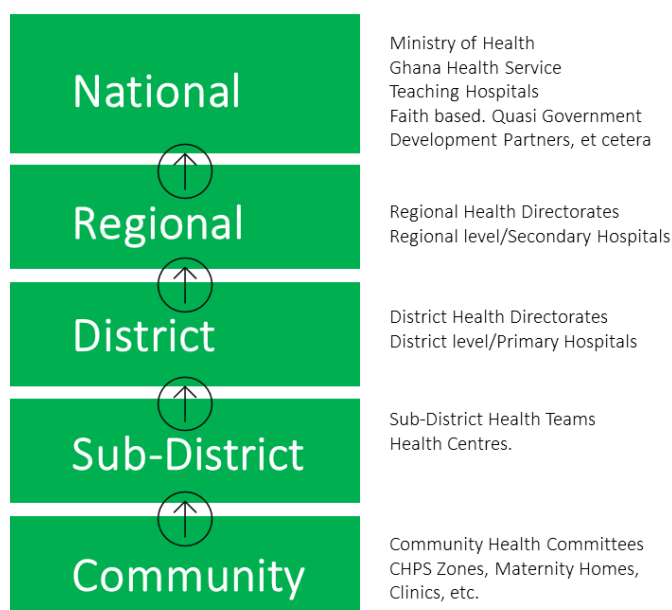 National
Ministry of Health
Ghana Health Service
Teaching Hospitals
Faith based. Quasi Government
Development Partners, et cetera
Regional
Regional Health Directorates
Regional level/Secondary Hospitals
District
District Health Directorates
District level/Primary Hospitals
Sub-District
Sub-District Health Teams
Health Centres.
Community
Community Health Committees
CHPS Zones, Maternity Homes,
Clinics, etc.